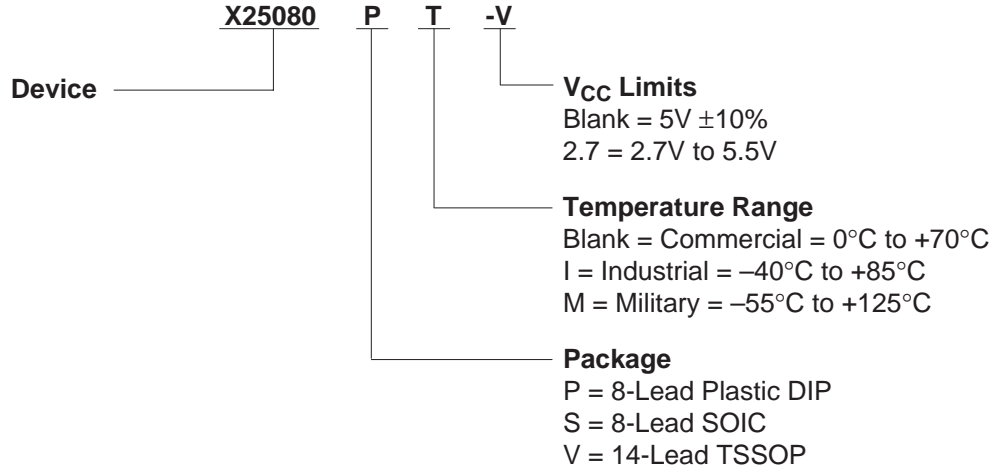 X25080 P T -V
Device
VCC Limits
Blank = 5V ±10%
2.7 = 2.7V to 5.5V
Temperature Range
Blank = Commercial = 0°C to +70°C
I = Industrial = –40°C to +85°C
M = Military = –55°C to +125°C
Package
P = 8-Lead Plastic DIP
S = 8-Lead SOIC
V = 14-Lead TSSOP